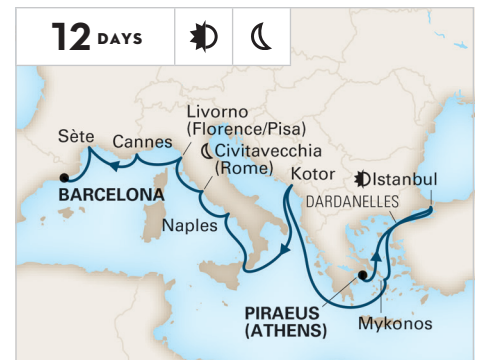 12 DAYS
Livorno
(Florence/Pisa)
Sète
Cannes
Civitavecchia
(Rome)
Kotor
Istanbul
BARCELONA
DARDANELLES
Naples
PIRAEUS
(ATHENS)
Mykonos